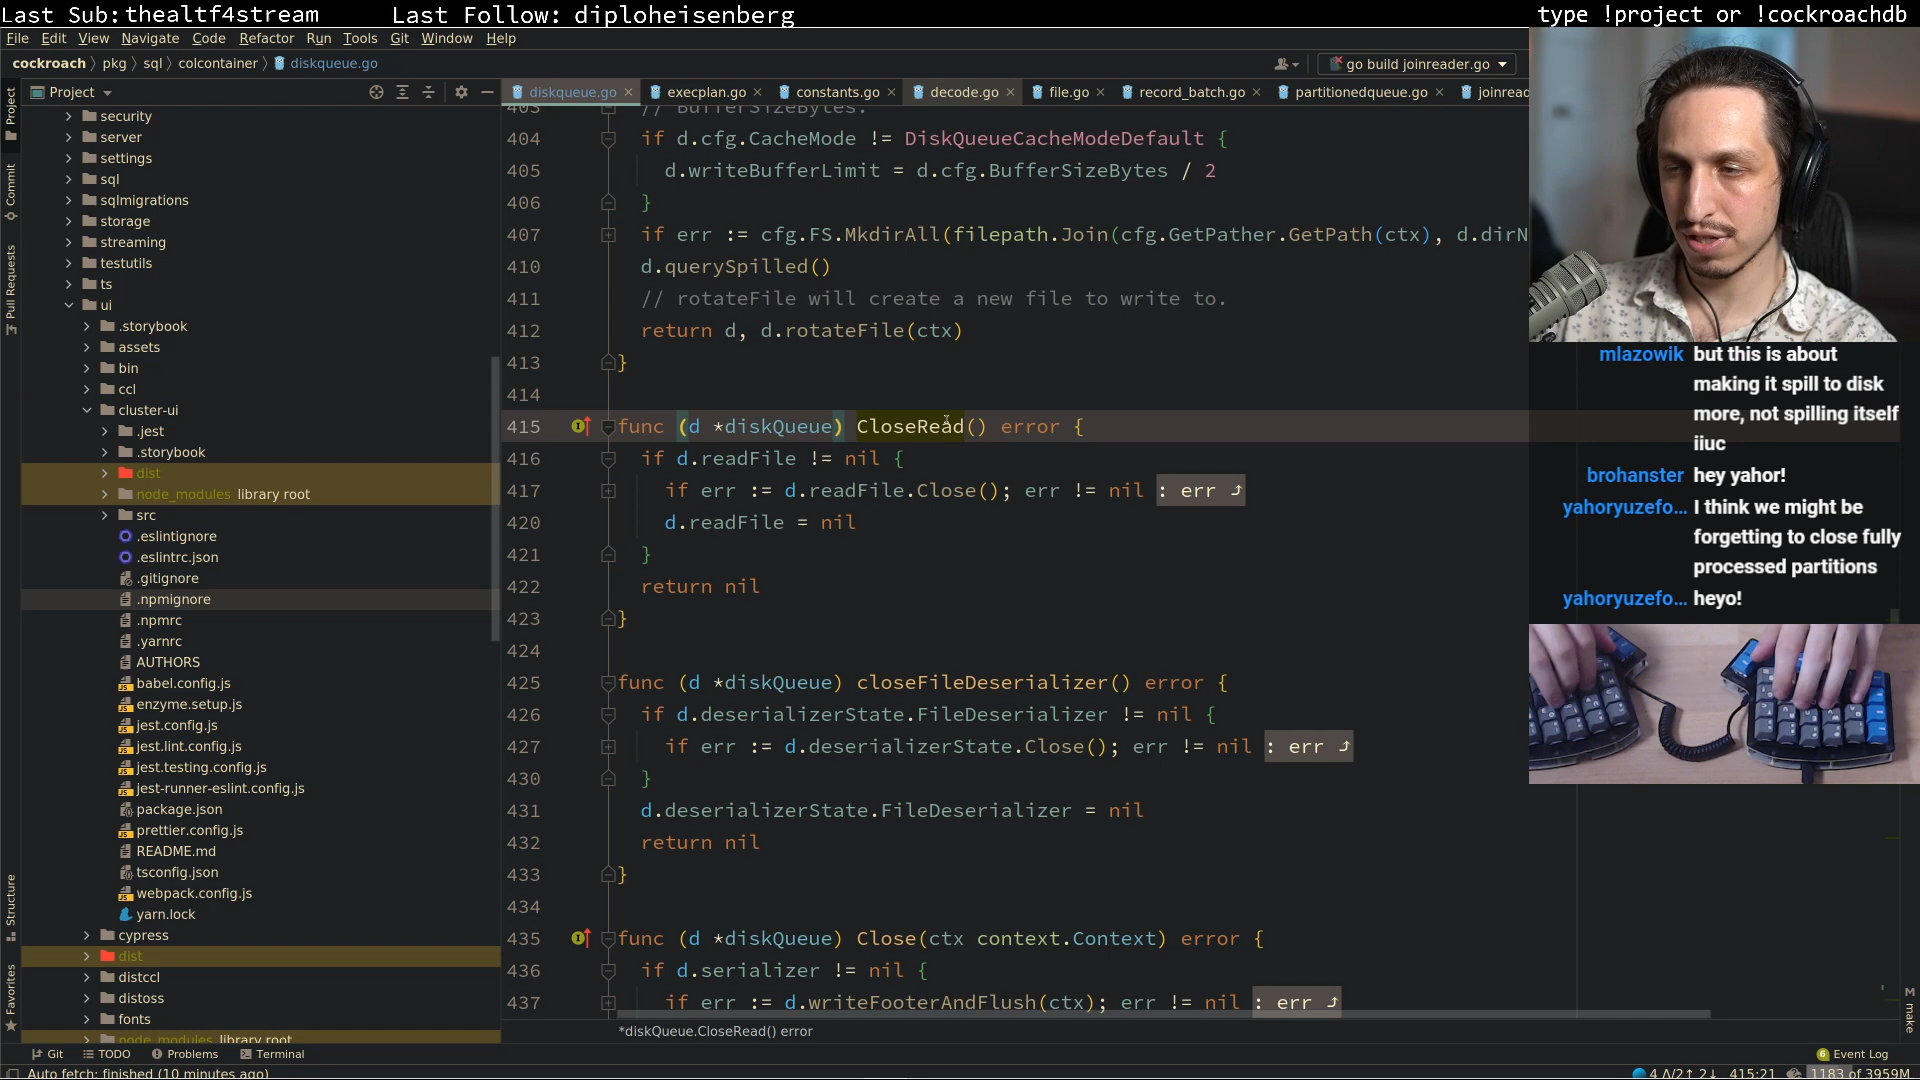 Last Sub:thealtf4stream
Last Follow: diploheisenberg
type !project or !cockroachdb
File Edit View Navigate Code Refactor Run Tools Git Window Help
cockroach pkg sql colcontainer diskqueue.go
go build joinreader.go
Project
diskqueue.go execplan.go constants.go decode.go file.go record_batch.go partitionedqueue.go joinread
Project
Commit
Pull Requests
Structure
Favorites
security
server
settings
sql
sqlmigrations
storage
streaming
testutils
ts
ui
.storybook
assets
bin
ccl
cluster-ui
.jest
.storybook
dist
node_modules library root
src
.eslintignore
.eslintrc.json
.gitignore
.npmignore
.npmrc
.yarnrc
AUTHORS
babel.config.js
enzyme.setup.js
jest.config.js
jest.lint.config.js
jest.testing.config.js
jest-runner-eslint.config.js
package.json
prettier.config.js
README.md
tsconfig.json
webpack.config.js
yarn.lock
cypress
dist
distccl
distoss
fonts
node_modules library root
403 // BufferSizeBytes.
404 if d.cfg.CacheMode != DiskQueueCacheModeDefault {
405 d.writeBufferLimit = d.cfg.BufferSizeBytes / 2
406 }
407 if err := cfg.FS.MkdirAll(filepath.Join(cfg.GetPather.GetPath(ctx), d.dirN
410 d.querySpilled()
411 // rotateFile will create a new file to write to.
412 return d, d.rotateFile(ctx)
413 }
414
415 func (d *diskQueue) CloseRead() error {
416 if d.readFile != nil {
417 if err := d.readFile.Close(); err != nil : err
420 d.readFile = nil
421 }
422 return nil
423 }
424
425 func (d *diskQueue) closeFileDeserializer() error {
426 if d.deserializerState.FileDeserializer != nil {
427 if err := d.deserializerState.Close(); err != nil : err
430 }
431 d.deserializerState.FileDeserializer = nil
432 return nil
433 }
434
435 func (d *diskQueue) Close(ctx context.Context) error {
436 if d.serializer != nil {
437 if err := d.writeFooterAndFlush(ctx); err != nil : err
*diskQueue.CloseRead() error
mlazowik but this is about
making it spill to disk
more, not spilling itself
iiuc
brohanster hey yahor!
yahoryuzefo... I think we might be
forgetting to close fully
processed partitions
yahoryuzefo... heyo!
make
Git TODO Problems Terminal
6 Event Log
Auto fetch: finished (10 minutes ago)
4 Λ/2↑ 2↓ 415:21 1183 of 3959M